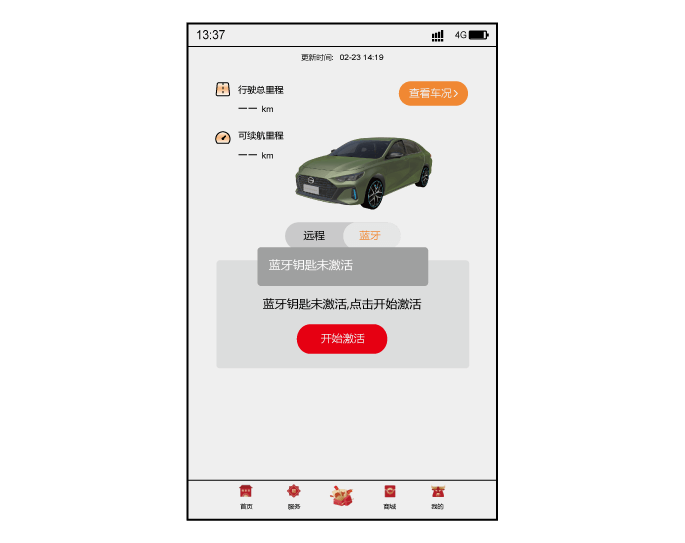 13:37
4G
更新时间: 02-23 14:19
行驶总里程
查看车况>
—— km
可续航里程
—— km
远程
蓝牙
蓝牙钥匙未激活
蓝牙钥匙未激活,点击开始激活
开始激活
首页
服务
商城
我的